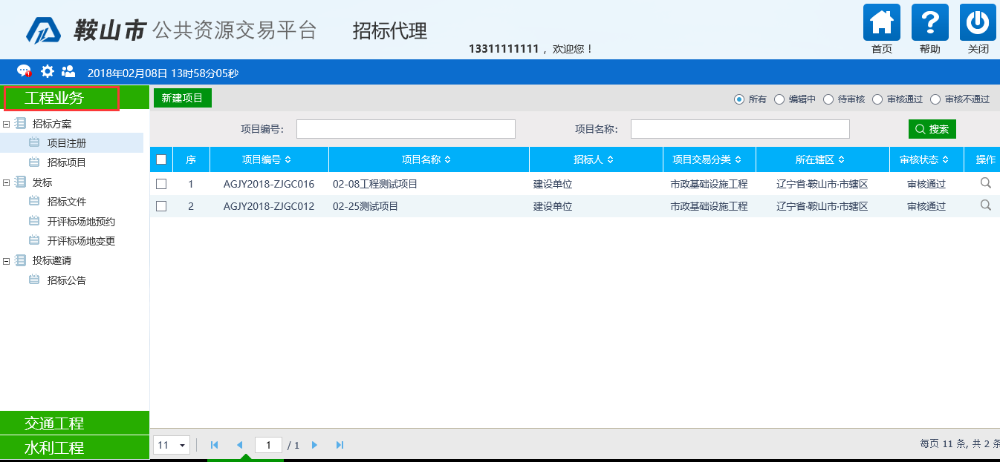 鞍山市 公共资源交易平台 招标代理
13311111111 ，欢迎您！
首页 帮助 关闭
2018年02月08日 13时58分05秒
工程业务
招标方案
项目注册
招标项目
发标
招标文件
开评标场地预约
开评标场地变更
投标邀请
招标公告
交通工程
水利工程
新建项目 所有 编辑中 待审核 审核通过 审核不通过
项目编号： 项目名称： 搜索
序 项目编号 项目名称 招标人 项目交易分类 所在辖区 审核状态 操作
1 AGJY2018-ZJGC016 02-08工程测试项目 建设单位 市政基础设施工程 辽宁省·鞍山市·市辖区 审核通过
2 AGJY2018-ZJGC012 02-25测试项目 建设单位 市政基础设施工程 辽宁省·鞍山市·市辖区 审核通过
11 1 / 1 每页 11 条, 共 2 条